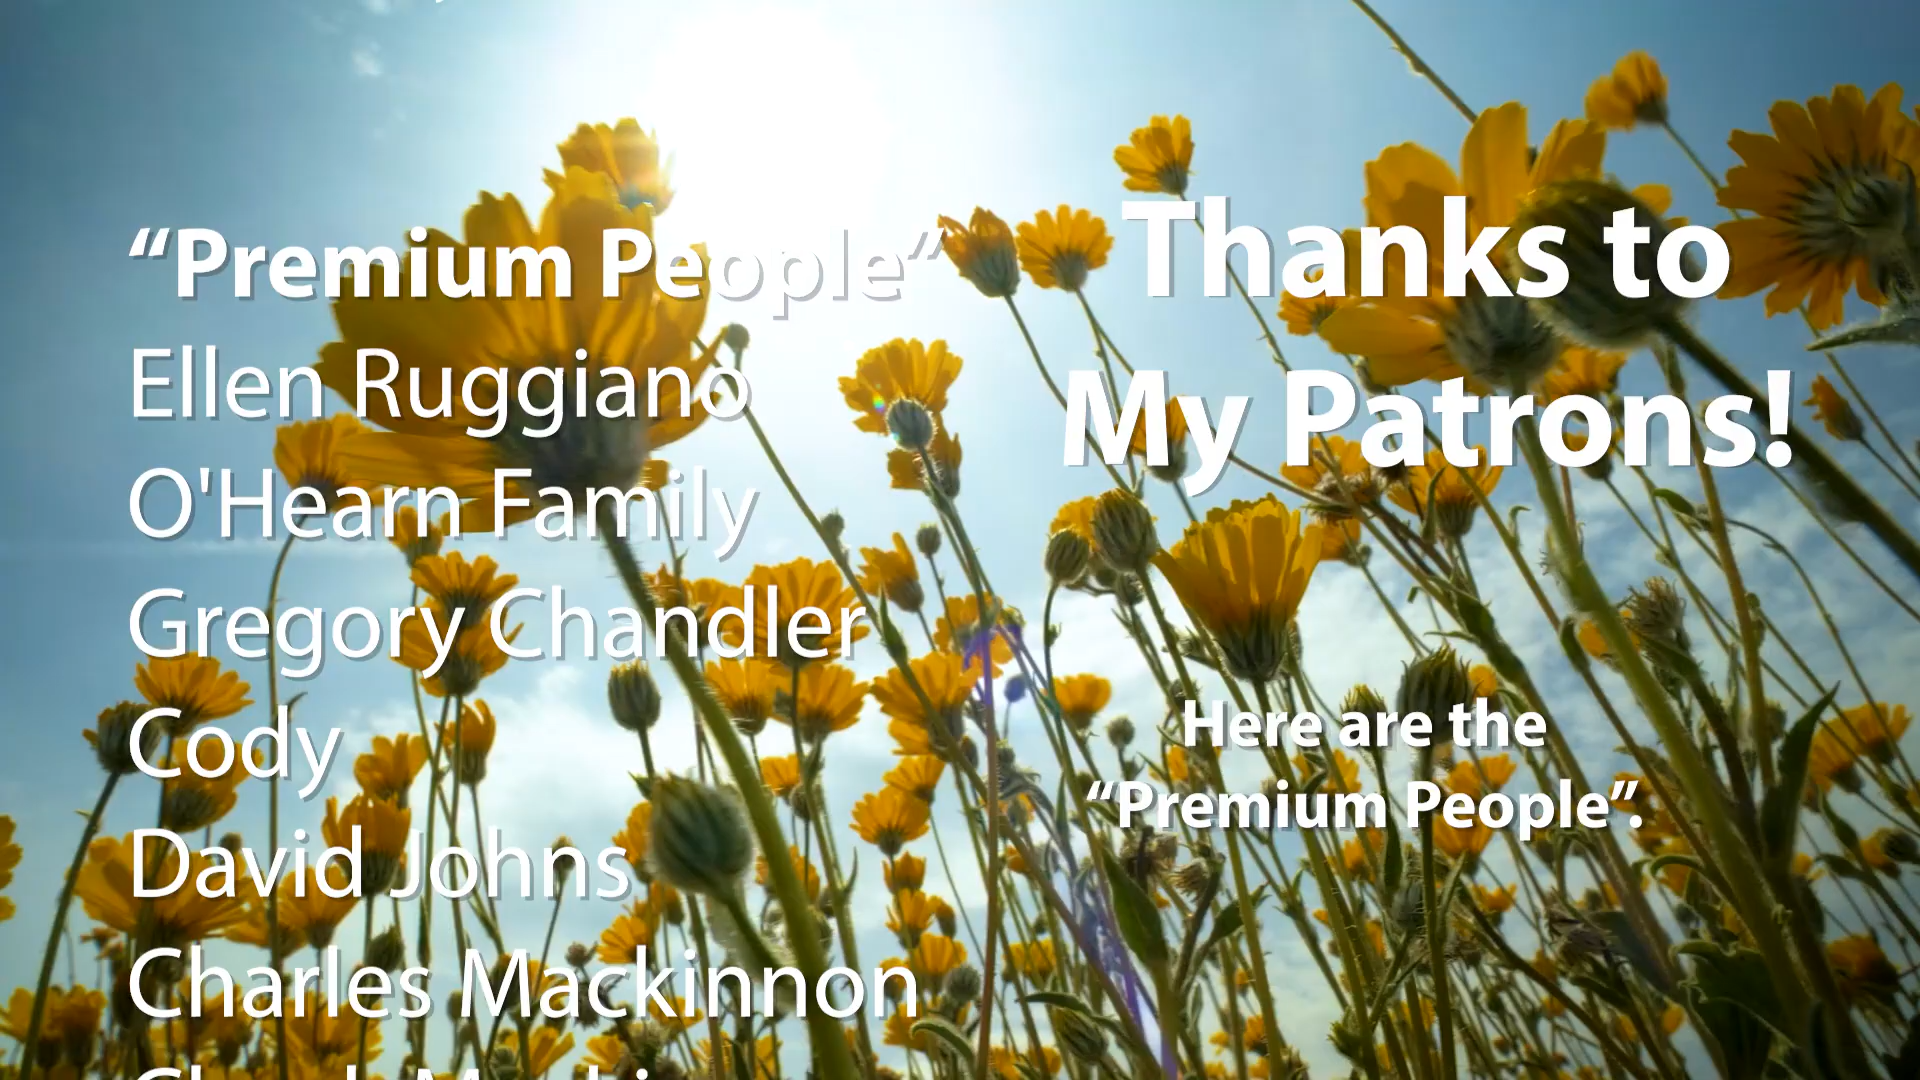 “Premium People”
Ellen Ruggiano
O'Hearn Family
Gregory Chandler
Cody
David Johns
Charles Mackinnon
Thanks to
My Patrons!
Here are the
“Premium People”.